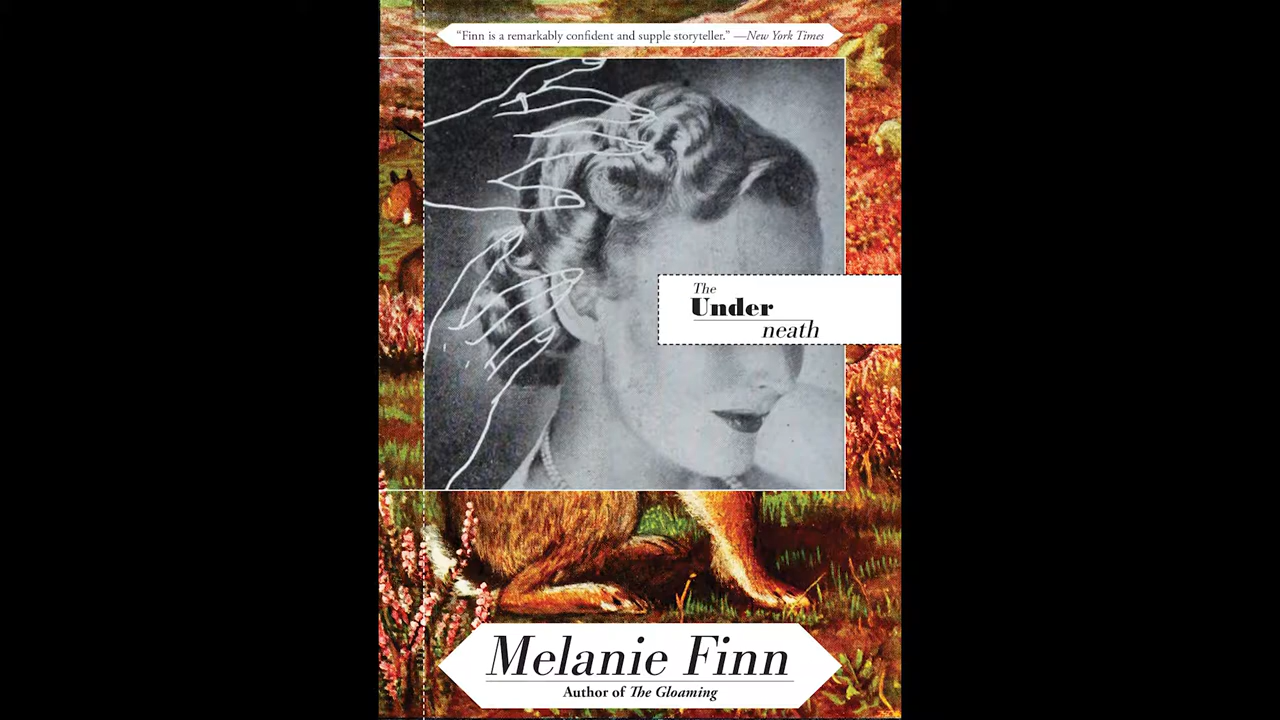 “Finn is a remarkably confident and supple storyteller.” —New York Times
The
Under
neath
Melanie Finn
Author of The Gloaming